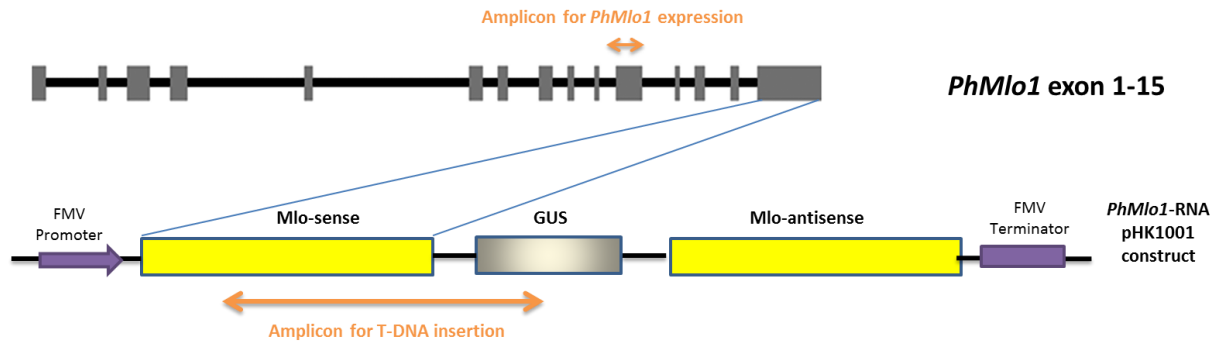 Amplicon for PhMlo1 expression
PhMlo1 exon 1-15
FMV
Promoter
Mlo-sense
GUS
Mlo-antisense
FMV
Terminator
PhMlo1-RNA
pHK1001
construct
Amplicon for T-DNA insertion